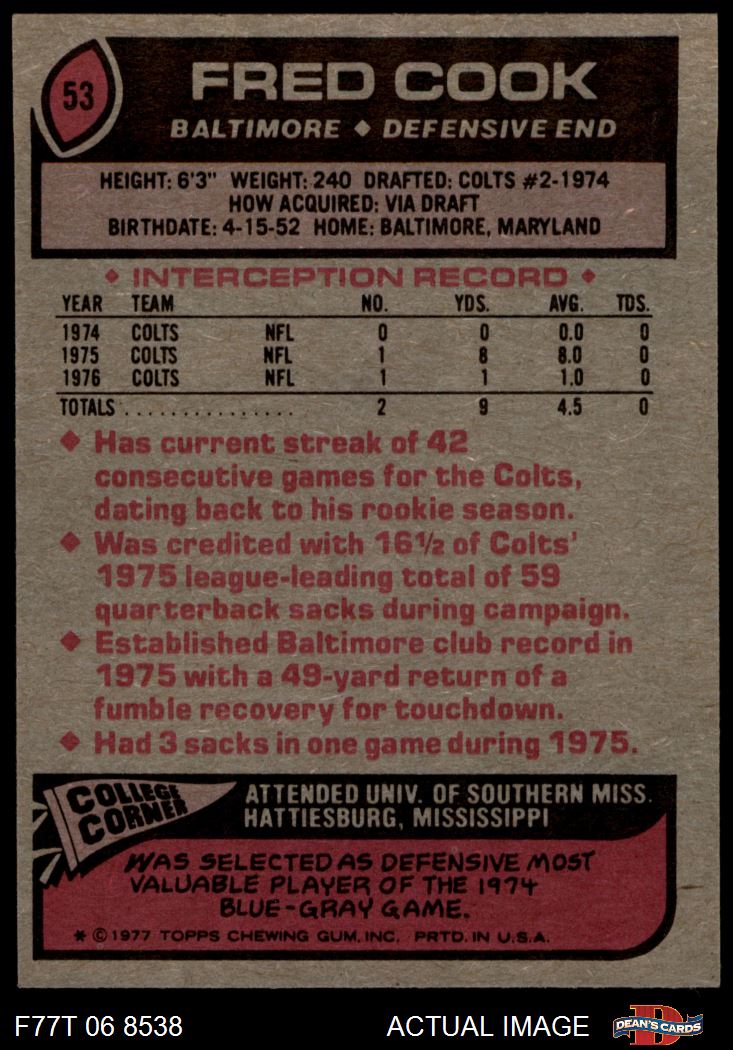 53
FRED COOK
BALTIMORE ◆ DEFENSIVE END
HEIGHT: 6'3" WEIGHT: 240 DRAFTED: COLTS #2-1974
HOW ACQUIRED: VIA DRAFT
BIRTHDATE: 4-15-52 HOME: BALTIMORE, MARYLAND
◆ INTERCEPTION RECORD ◆
YEAR TEAM NO. YDS. AVG. TDS.
1974 COLTS NFL 0 0 0.0 0
1975 COLTS NFL 1 8 8.0 0
1976 COLTS NFL 1 1 1.0 0
TOTALS . . . . . . . . . . . . . . . 2 9 4.5 0
◆ Has current streak of 42
consecutive games for the Colts,
dating back to his rookie season.
◆ Was credited with 16½ of Colts'
1975 league-leading total of 59
quarterback sacks during campaign.
◆ Established Baltimore club record in
1975 with a 49-yard return of a
fumble recovery for touchdown.
◆ Had 3 sacks in one game during 1975.
COLLEGE
CORNER
ATTENDED UNIV. OF SOUTHERN MISS.
HATTIESBURG, MISSISSIPPI
WAS SELECTED AS DEFENSIVE MOST
VALUABLE PLAYER OF THE 1974
BLUE-GRAY GAME.
* © 1977 TOPPS CHEWING GUM, INC. PRTD. IN U.S.A.
F77T 06 8538 ACTUAL IMAGE
D
DEAN'S CARDS